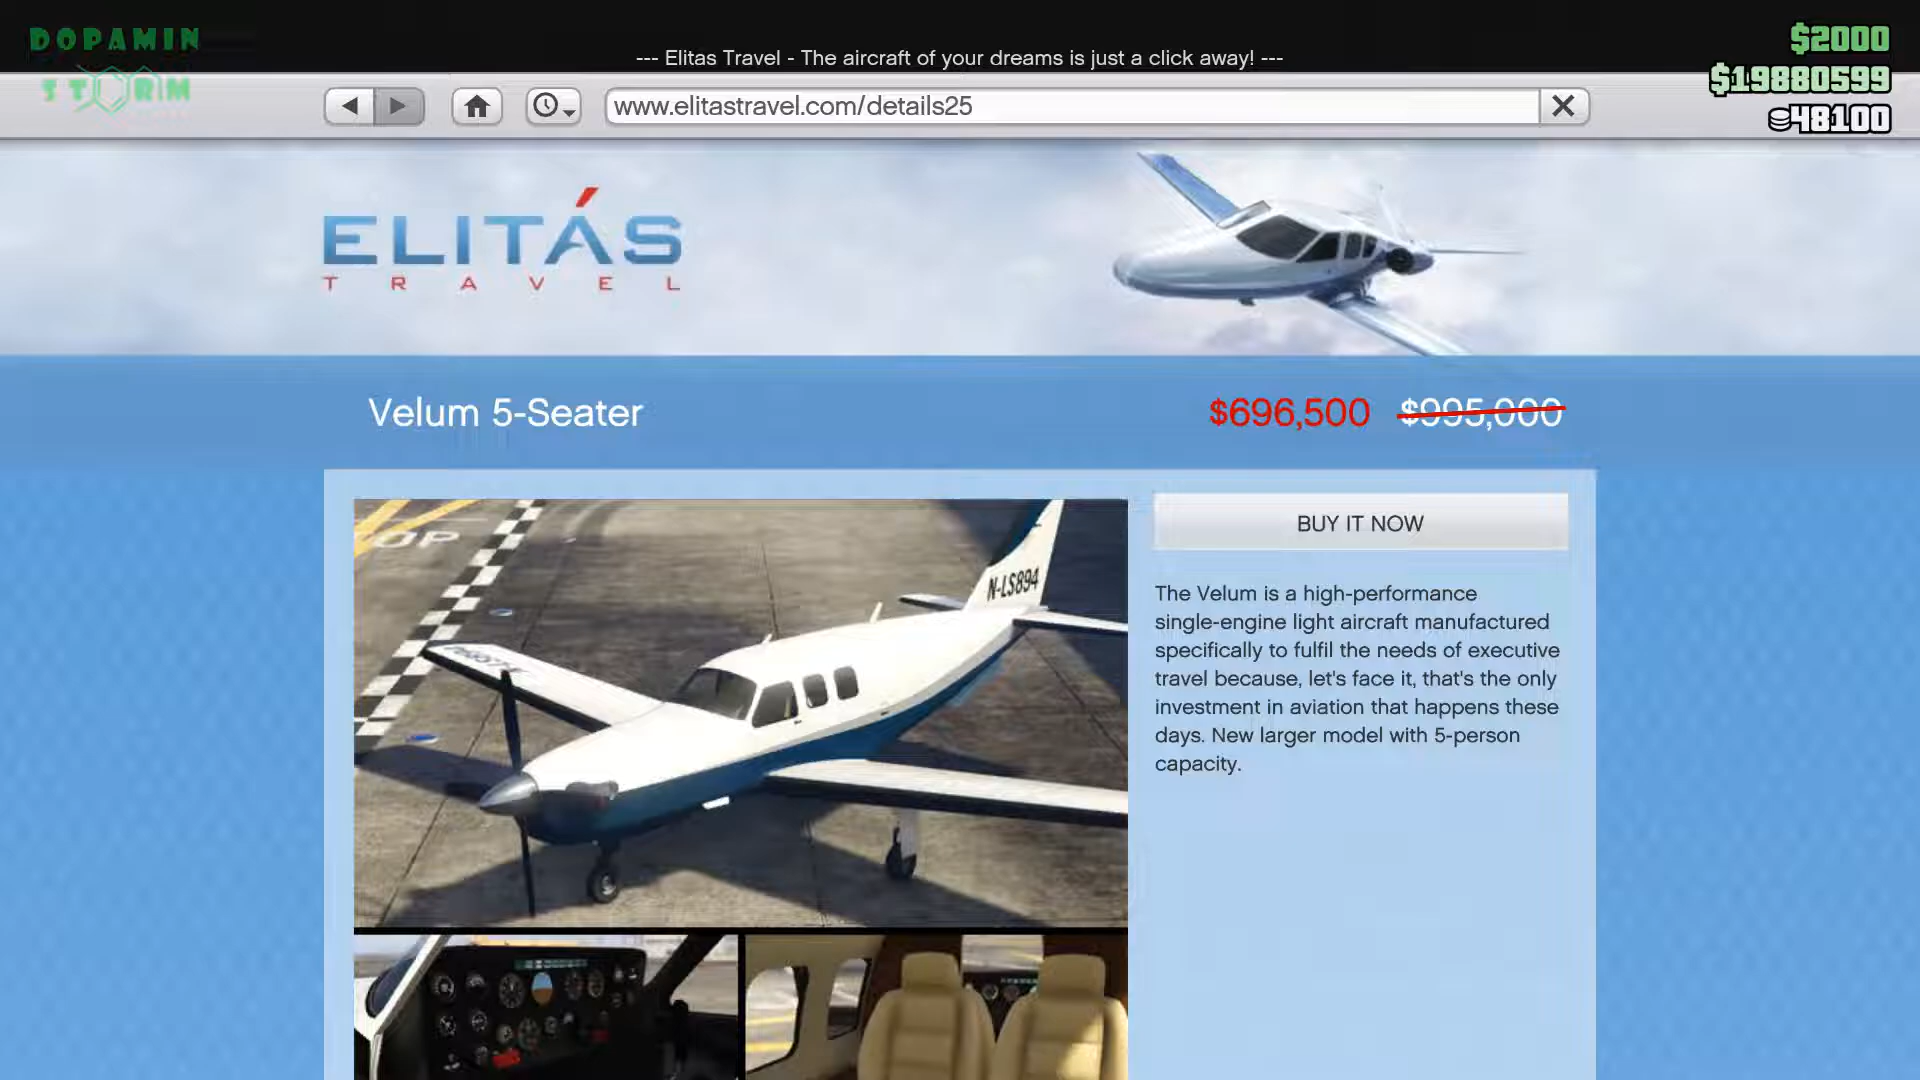 DOPAMIN
STORM
--- Elitas Travel - The aircraft of your dreams is just a click away! ---
$2000
$19880599
48100
www.elitastravel.com/details25
ELITÁS
TRAVEL
Velum 5-Seater
$696,500 $995,000
BUY IT NOW
The Velum is a high-performance
single-engine light aircraft manufactured
specifically to fulfil the needs of executive
travel because, let's face it, that's the only
investment in aviation that happens these
days. New larger model with 5-person
capacity.
N-LS894